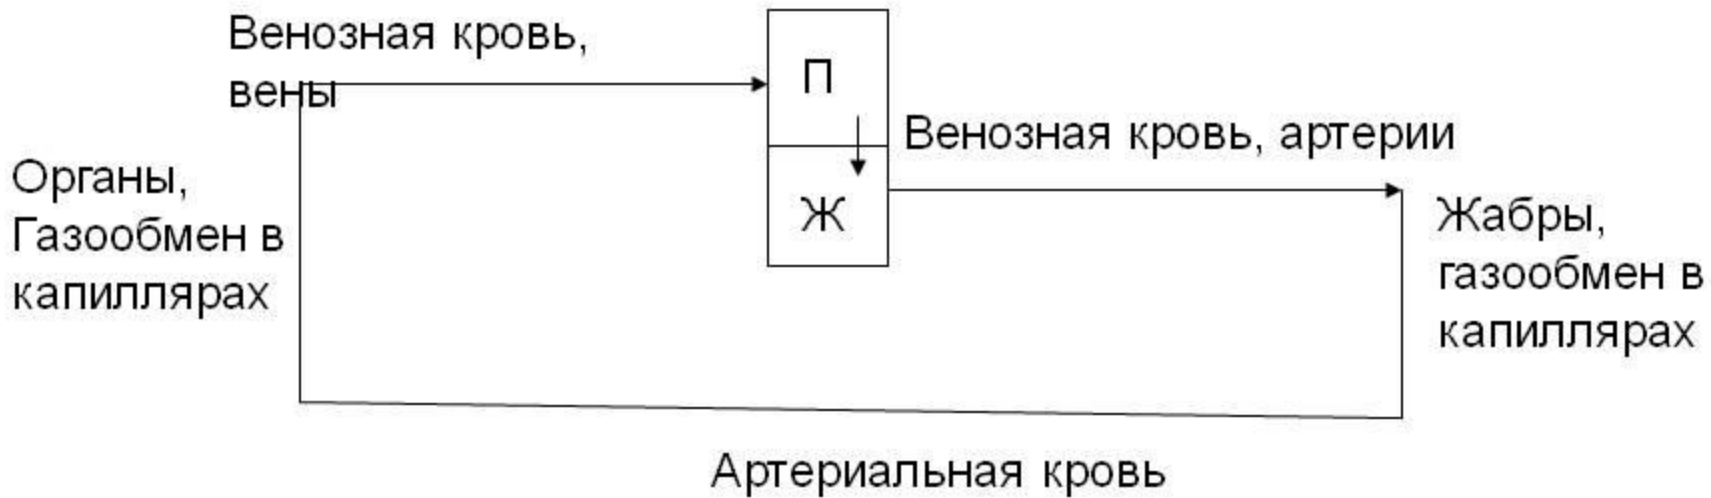 Венозная кровь,
вены
П
Венозная кровь, артерии
Органы,
Газообмен в
капиллярах
Ж
Жабры,
газообмен в
капиллярах
Артериальная кровь